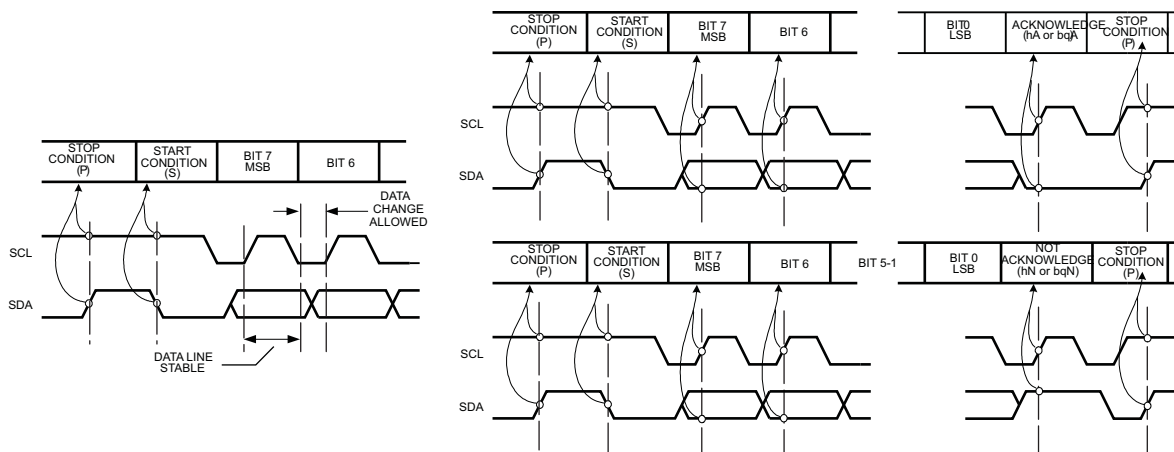 STOP
CONDITION
(P)
START
CONDITION
(S)
BIT 7
MSB
BIT 6
DATA
CHANGE
ALLOWED
SCL
SDA
DATA LINE
STABLE
STOP
CONDITION
(P)
START
CONDITION
(S)
BIT 7
MSB
BIT 6
BIT0
LSB
ACKNOWLEDGE
(hA or bqA)
STOP
CONDITION
(P)
SCL
SDA
STOP
CONDITION
(P)
START
CONDITION
(S)
BIT 7
MSB
BIT 6
BIT 5-1
BIT 0
LSB
NOT
ACKNOWLEDGE
(hN or bqN)
STOP
CONDITION
(P)
SCL
SDA